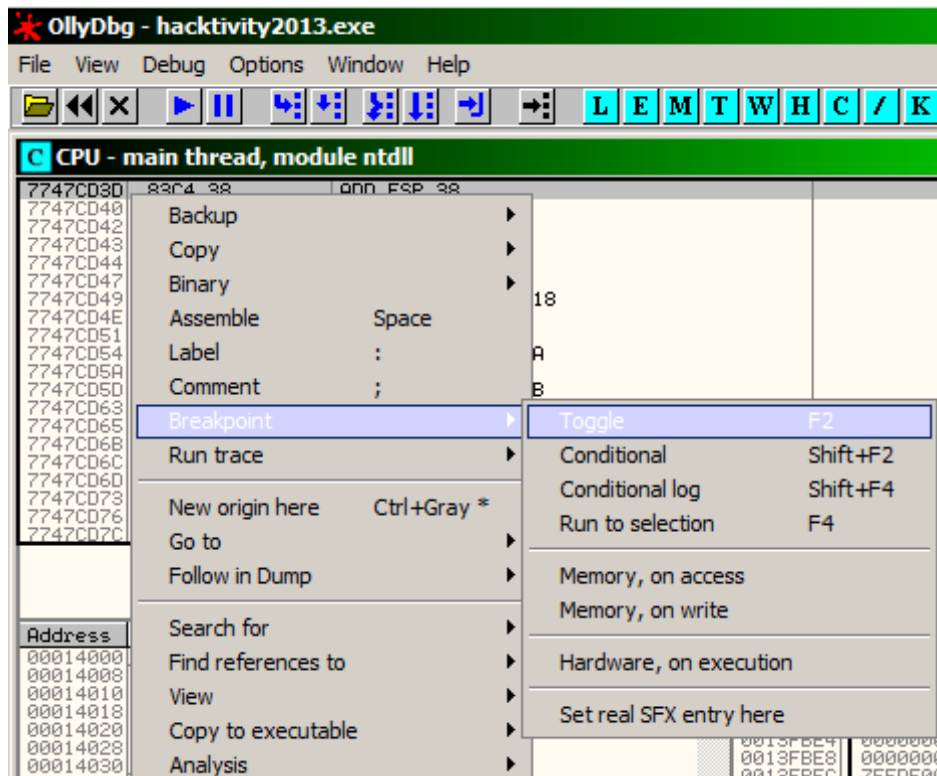 OllyDbg - hacktivity2013.exe
File View Debug Options Window Help
L E M T W H C / K
C CPU - main thread, module ntdll
7747CD3D 83C4 38 ADD ESP 38
7747CD40
7747CD42
7747CD43
7747CD44
7747CD47
7747CD49 18
7747CD4E
7747CD51
7747CD54 A
7747CD5A
7747CD5D B
7747CD63
7747CD65
7747CD6B
7747CD6C
7747CD6D
7747CD73
7747CD76
7747CD7C
Backup
Copy
Binary
Assemble Space
Label :
Comment ;
Breakpoint
Run trace
New origin here Ctrl+Gray *
Go to
Follow in Dump
Search for
Find references to
View
Copy to executable
Analysis
Toggle F2
Conditional Shift+F2
Conditional log Shift+F4
Run to selection F4
Memory, on access
Memory, on write
Hardware, on execution
Set real SFX entry here
Address
00014000
00014008
00014010
00014018
00014020
00014028
00014030
0013FBE4
0013FBE8